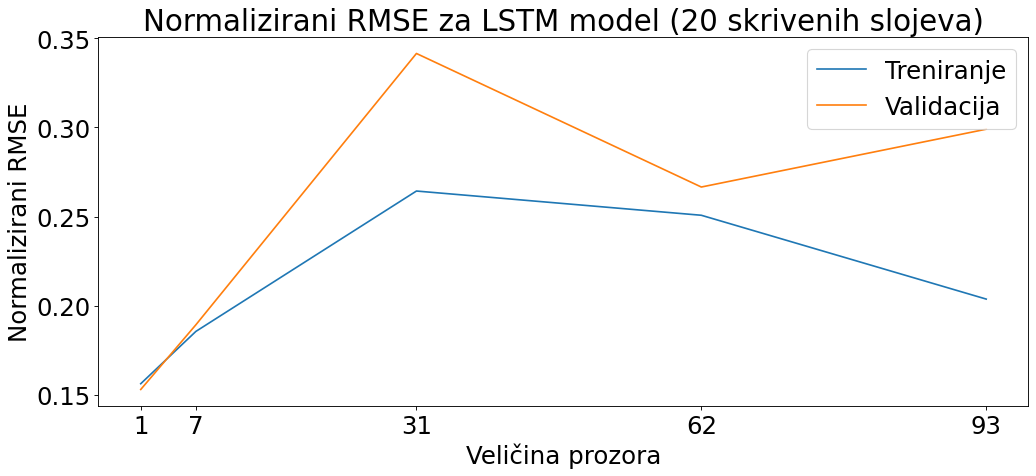 Normalizirani RMSE za LSTM model (20 skrivenih slojeva)
0.35
0.30
0.25
0.20
0.15
Normalizirani RMSE
Treniranje
Validacija
1 7 31 62 93
Veličina prozora